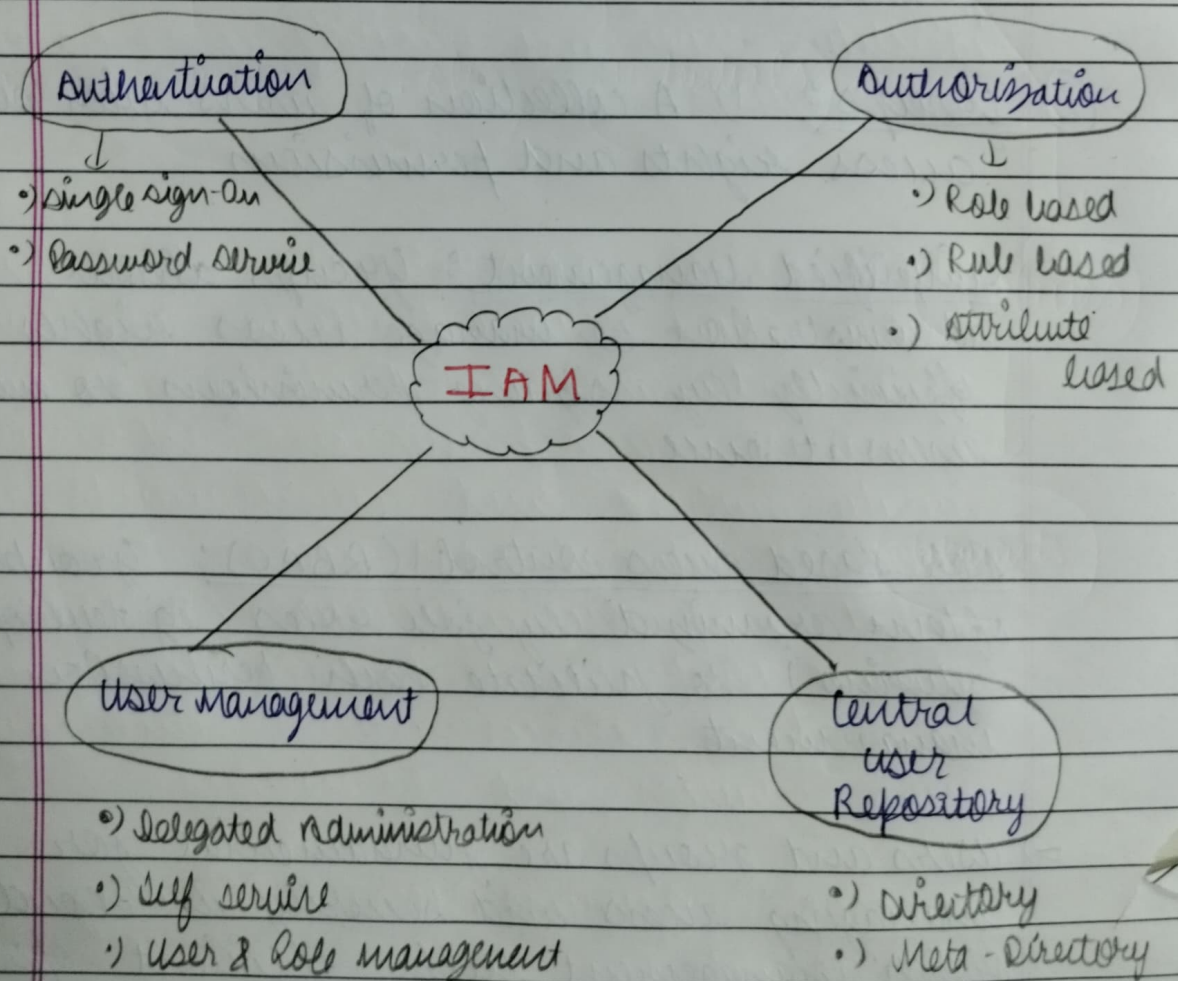 Authentication
Authorization
•) Single sign-on
•) Role based
•) Password service
•) Rule based
•) Attribute
based
IAM
User Management
Central
User
Repository
•) Delegated Administration
•) Self service
•) Directory
•) User & Role management
•) Meta-Directory